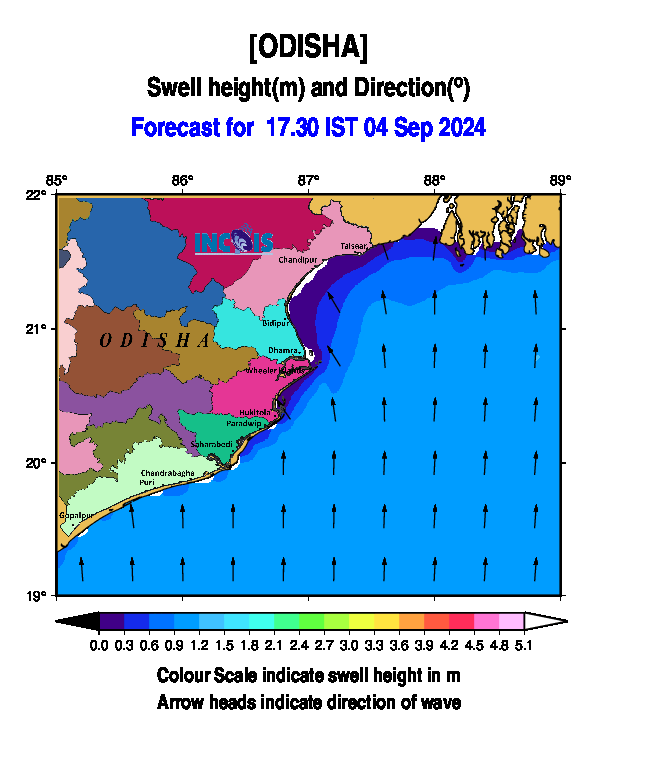 [ODISHA]
Swell height(m) and Direction(º)
Forecast for 17.30 IST 04 Sep 2024
85° 86° 87° 88° 89°
22°
INCOIS
Talsear
Chandipur
21°
Bidipur
ODISHA
Dhamra
Wheeler
Hukitola
Paradwip
Saharabedi
20°
Chendrabaghe
Puri
Gopalpur
19°
0.0 0.3 0.6 0.9 1.2 1.5 1.8 2.1 2.4 2.7 3.0 3.3 3.6 3.9 4.2 4.5 4.8 5.1
Colour Scale indicate swell height in m
Arrow heads indicate direction of wave